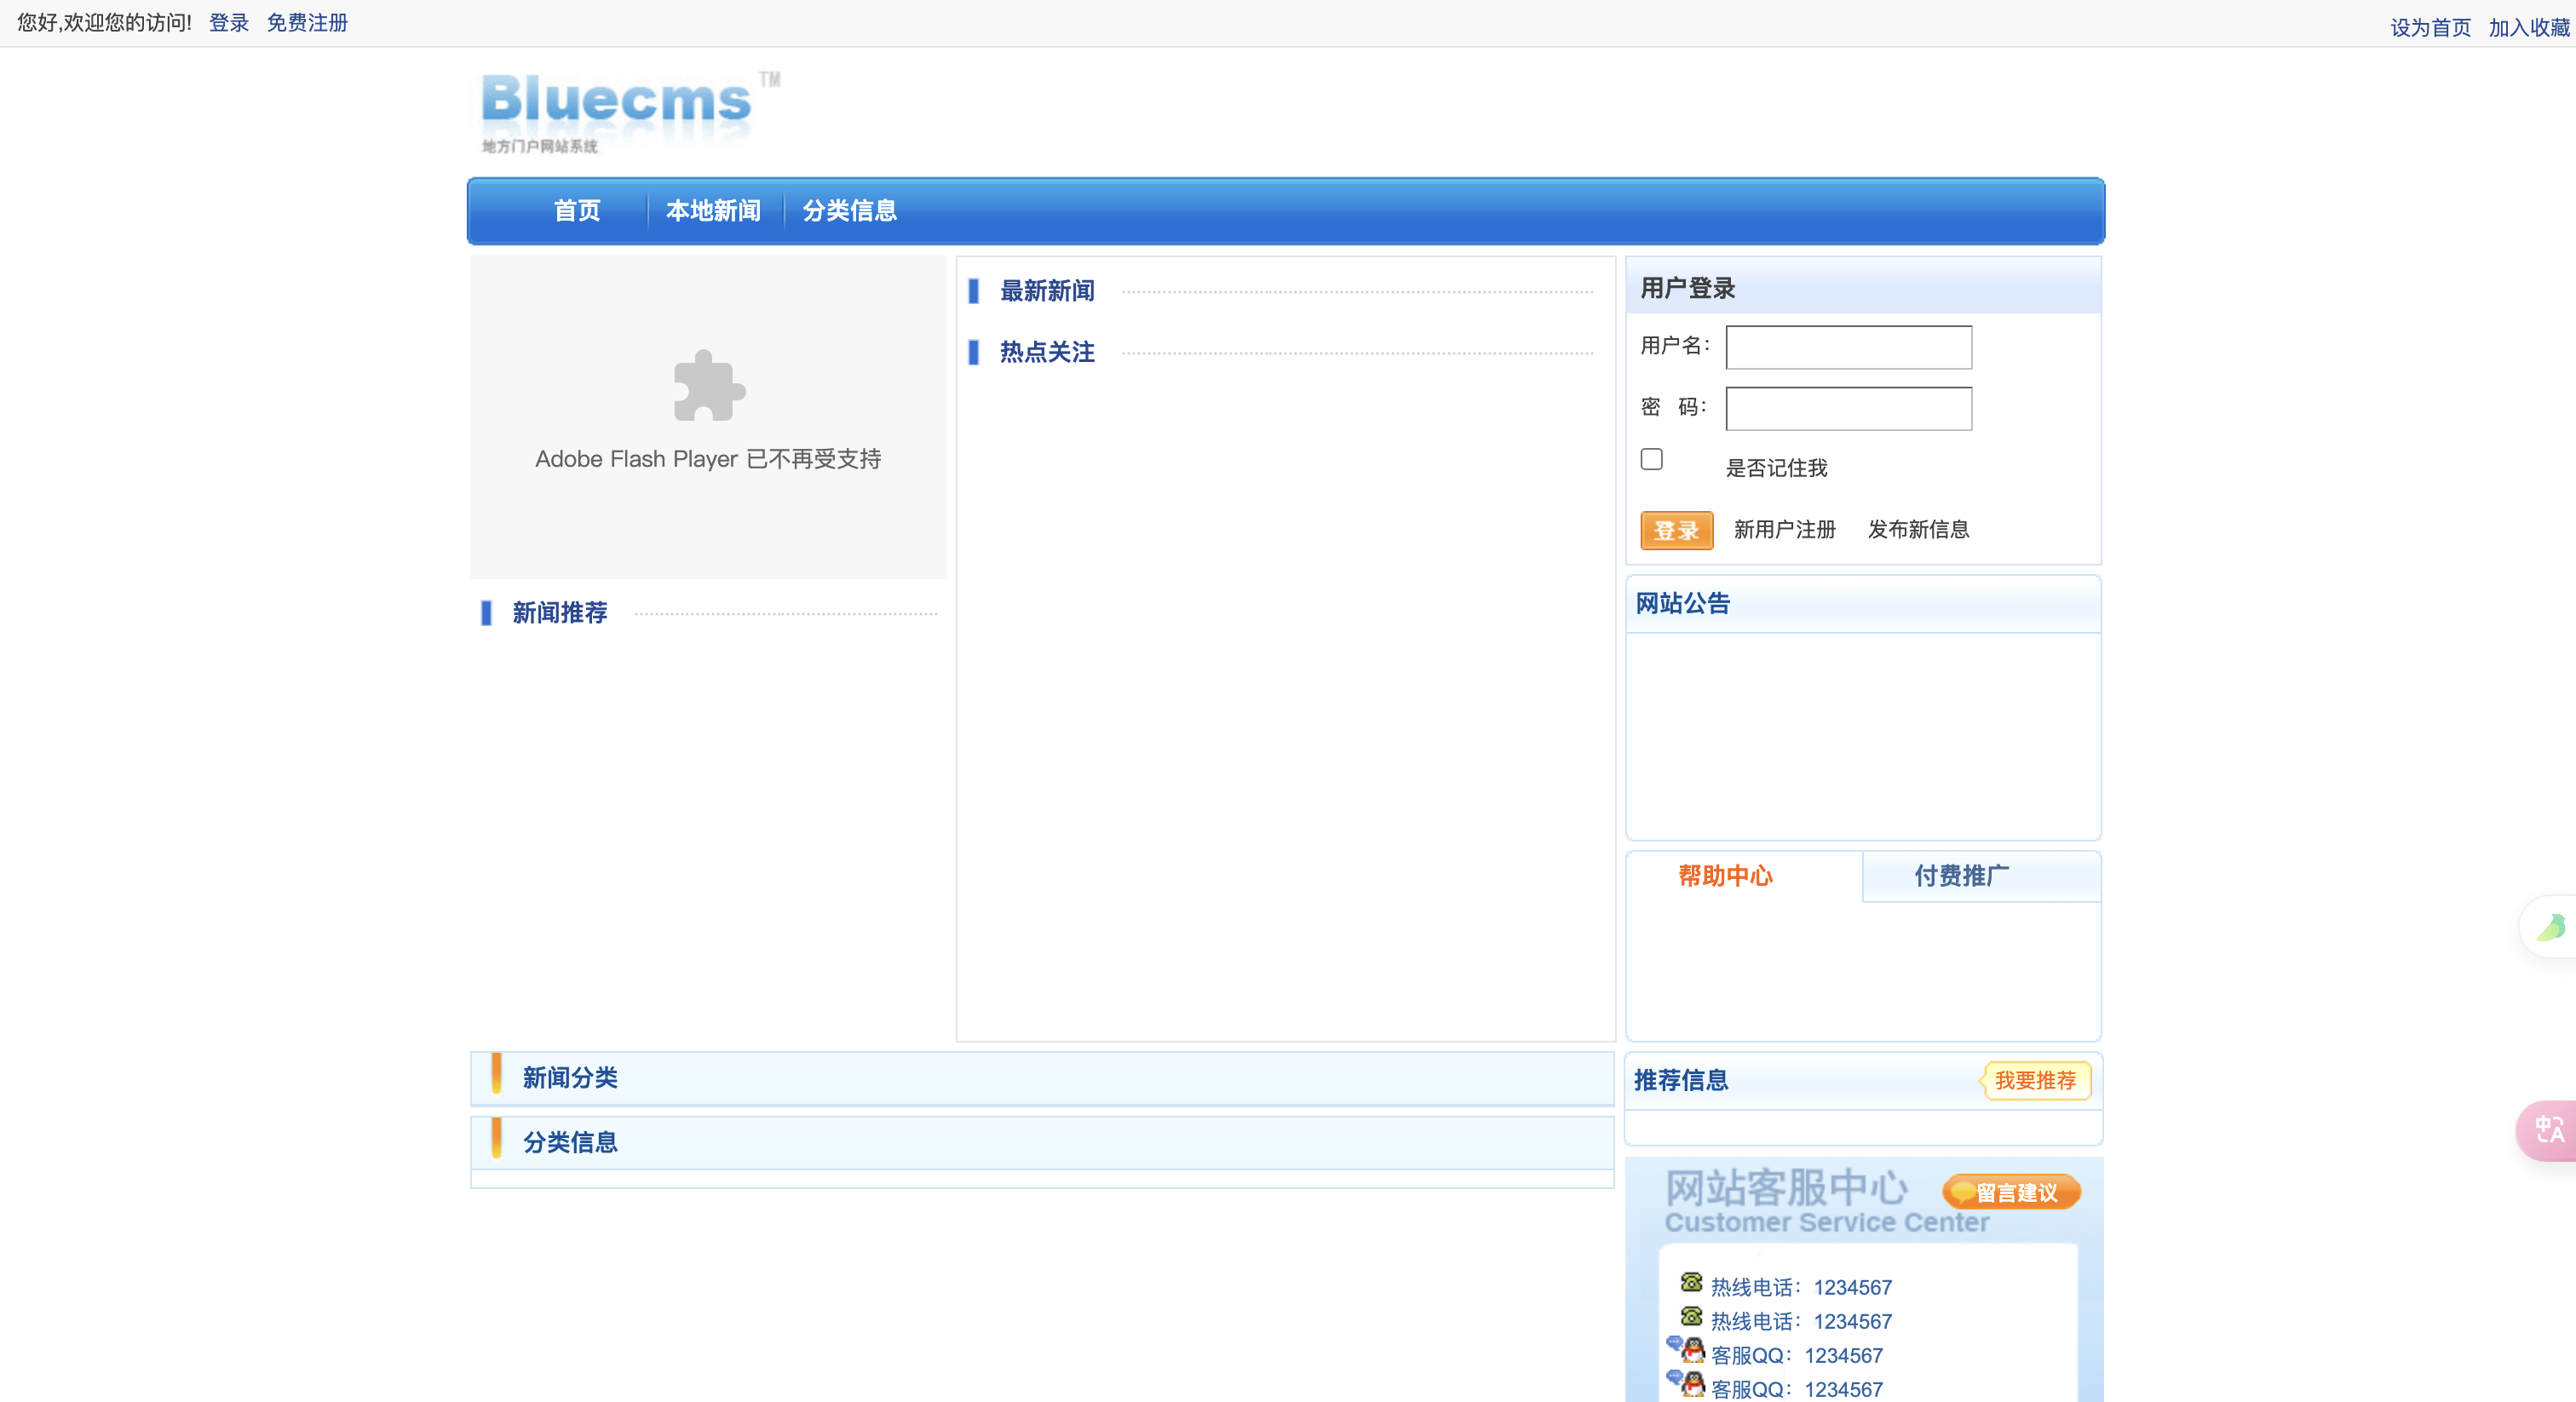 您好,欢迎您的访问! 登录 免费注册
设为首页 加入收藏
Bluecms TM
地方门户网站系统
首页 本地新闻 分类信息
Adobe Flash Player 已不再受支持
新闻推荐
最新新闻
热点关注
用户登录
用户名：
密 码：
是否记住我
登录 新用户注册 发布新信息
网站公告
帮助中心 付费推广
新闻分类
分类信息
推荐信息 我要推荐
网站客服中心 留言建议
Customer Service Center
热线电话：1234567
热线电话：1234567
客服QQ：1234567
客服QQ：1234567
中A